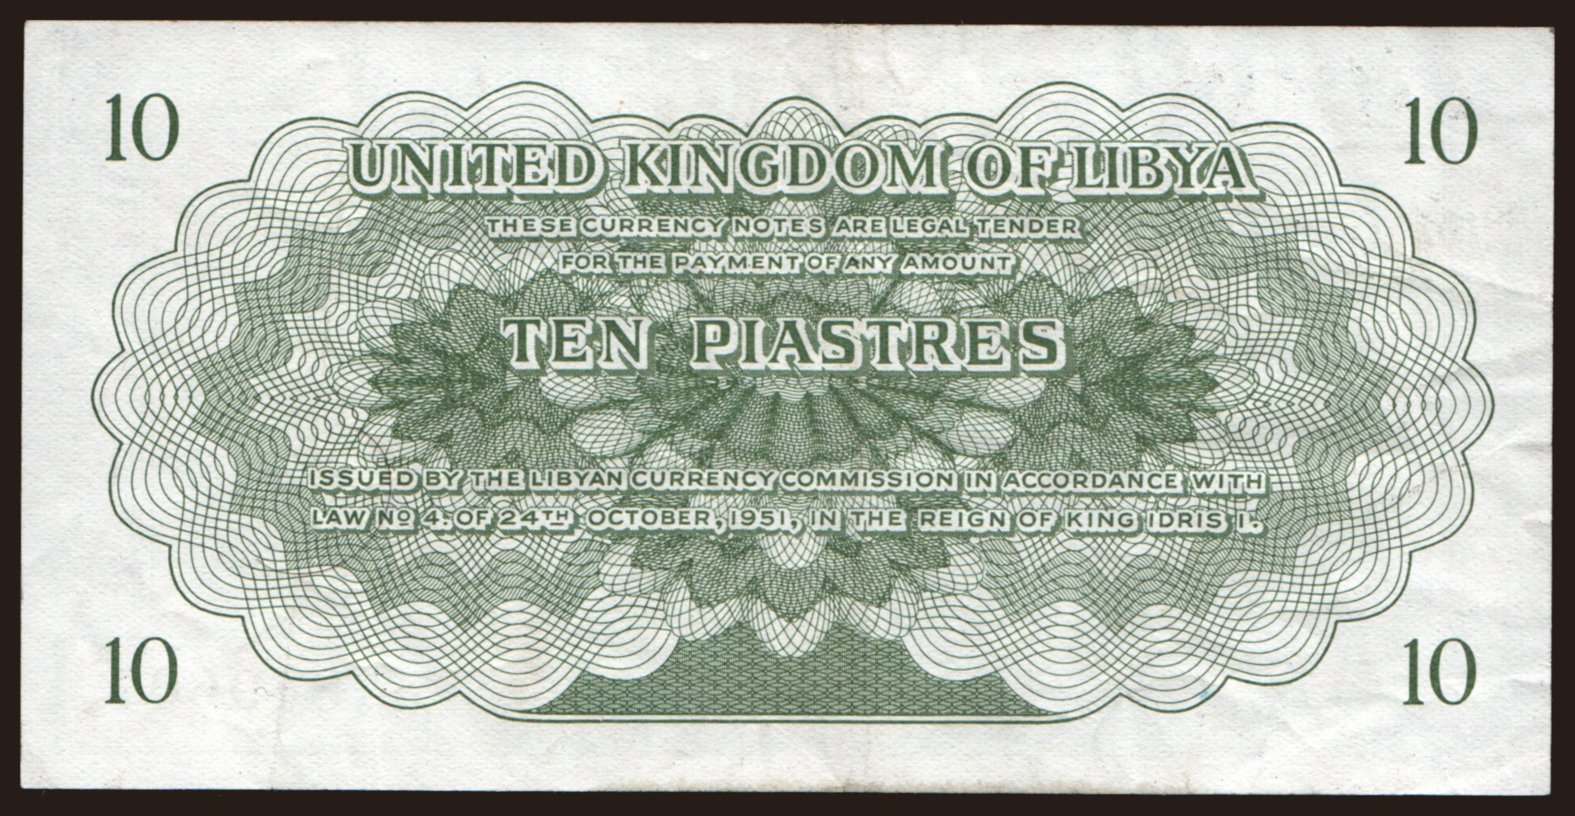 10 10
UNITED KINGDOM OF LIBYA
THESE CURRENCY NOTES ARE LEGAL TENDER
FOR THE PAYMENT OF ANY AMOUNT
TEN PIASTRES
ISSUED BY THE LIBYAN CURRENCY COMMISSION IN ACCORDANCE WITH
LAW No 4. OF 24TH OCTOBER, 1951, IN THE REIGN OF KING IDRIS I.
10 10